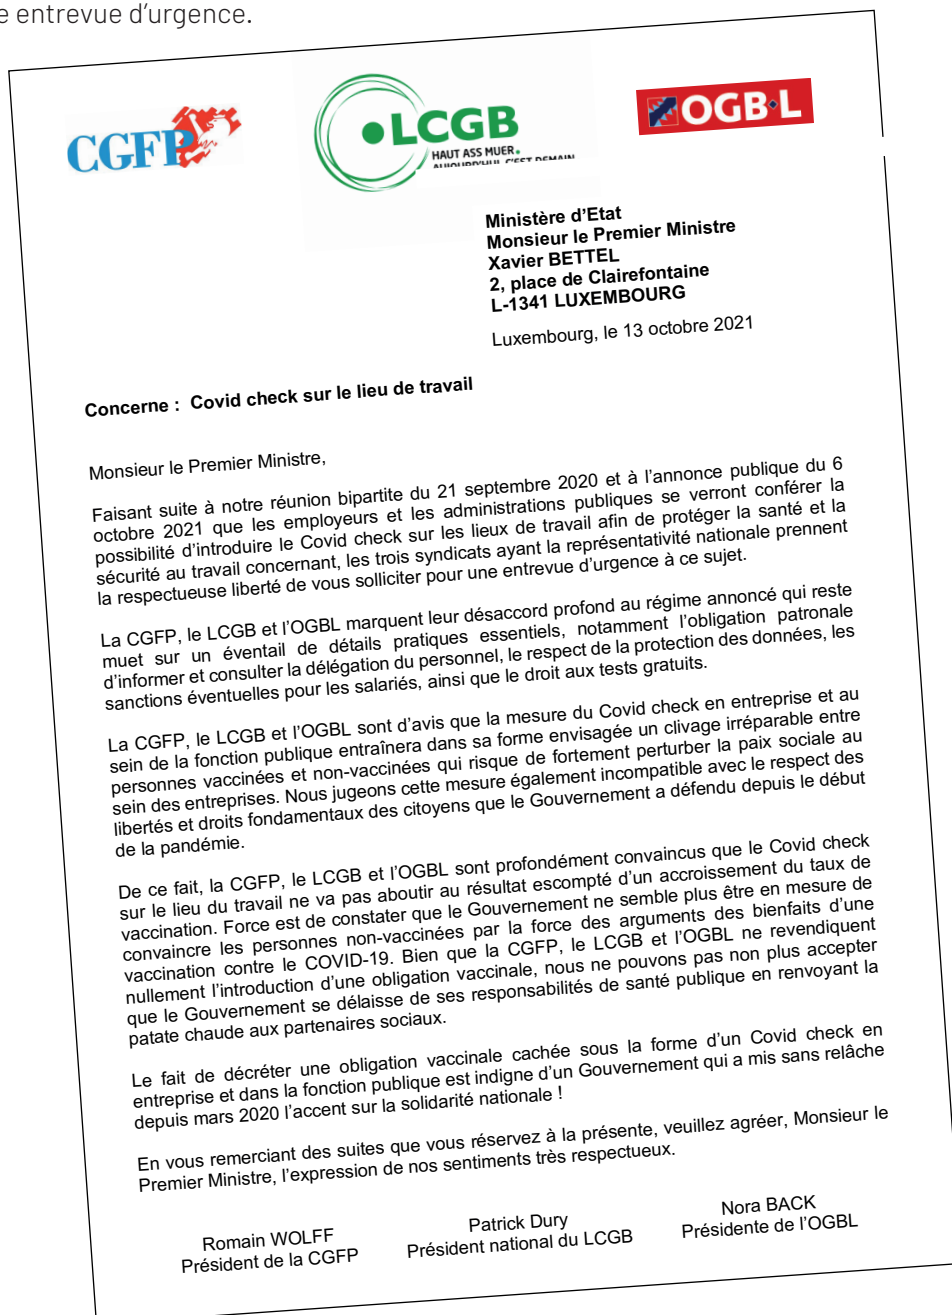 e entrevue d'urgence.
CGFP
LCGB
HAUT ASS MUER.
AUJOURD'HUI, C'EST DEMAIN
OGB·L
Ministère d'Etat
Monsieur le Premier Ministre
Xavier BETTEL
2, place de Clairefontaine
L-1341 LUXEMBOURG
Luxembourg, le 13 octobre 2021
Concerne : Covid check sur le lieu de travail
Monsieur le Premier Ministre,
Faisant suite à notre réunion bipartite du 21 septembre 2020 et à l'annonce publique du 6
octobre 2021 que les employeurs et les administrations publiques se verront conférer la
possibilité d'introduire le Covid check sur les lieux de travail afin de protéger la santé et la
sécurité au travail concernant, les trois syndicats ayant la représentativité nationale prennent
la respectueuse liberté de vous solliciter pour une entrevue d'urgence à ce sujet.
La CGFP, le LCGB et l'OGBL marquent leur désaccord profond au régime annoncé qui reste
muet sur un éventail de détails pratiques essentiels, notamment l'obligation patronale
d'informer et consulter la délégation du personnel, le respect de la protection des données, les
sanctions éventuelles pour les salariés, ainsi que le droit aux tests gratuits.
La CGFP, le LCGB et l'OGBL sont d'avis que la mesure du Covid check en entreprise et au
sein de la fonction publique entraînera dans sa forme envisagée un clivage irréparable entre
personnes vaccinées et non-vaccinées qui risque de fortement perturber la paix sociale au
sein des entreprises. Nous jugeons cette mesure également incompatible avec le respect des
libertés et droits fondamentaux des citoyens que le Gouvernement a défendu depuis le début
de la pandémie.
De ce fait, la CGFP, le LCGB et l'OGBL sont profondément convaincus que le Covid check
sur le lieu du travail ne va pas aboutir au résultat escompté d'un accroissement du taux de
vaccination. Force est de constater que le Gouvernement ne semble plus être en mesure de
convaincre les personnes non-vaccinées par la force des arguments des bienfaits d'une
vaccination contre le COVID-19. Bien que la CGFP, le LCGB et l'OGBL ne revendiquent
nullement l'introduction d'une obligation vaccinale, nous ne pouvons pas non plus accepter
que le Gouvernement se délaisse de ses responsabilités de santé publique en renvoyant la
patate chaude aux partenaires sociaux.
Le fait de décréter une obligation vaccinale cachée sous la forme d'un Covid check en
entreprise et dans la fonction publique est indigne d'un Gouvernement qui a mis sans relâche
depuis mars 2020 l'accent sur la solidarité nationale !
En vous remerciant des suites que vous réservez à la présente, veuillez agréer, Monsieur le
Premier Ministre, l'expression de nos sentiments très respectueux.
Romain WOLFF
Président de la CGFP
Patrick Dury
Président national du LCGB
Nora BACK
Présidente de l'OGBL